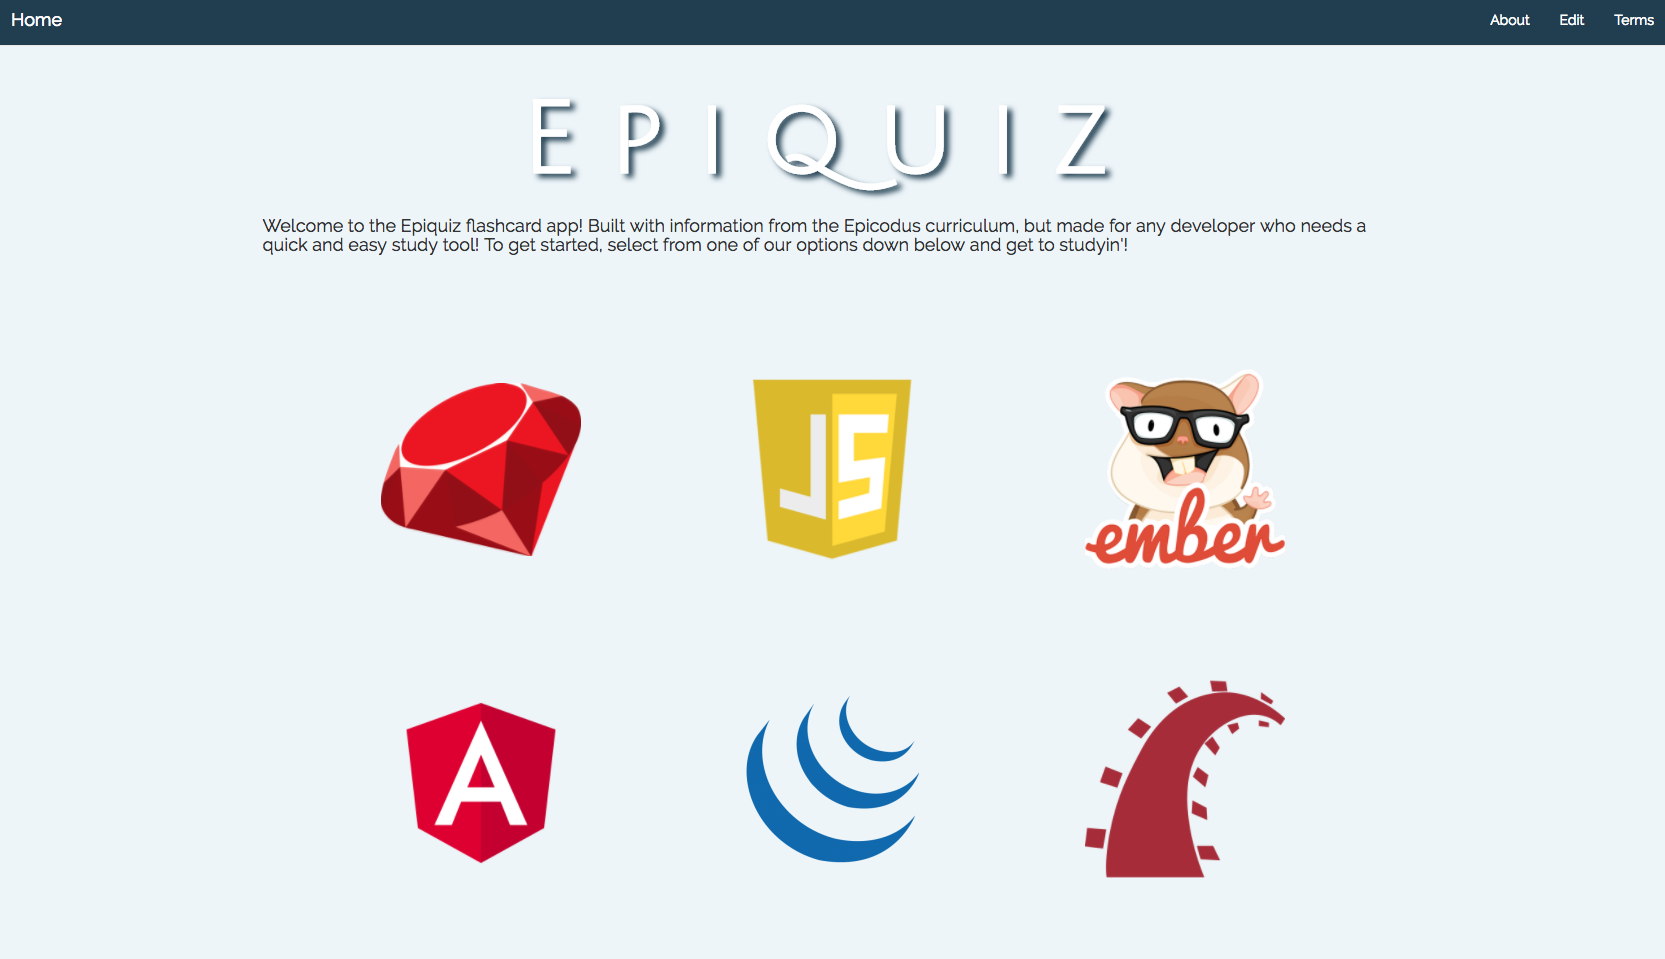 Home About Edit Terms
EPIQUIZ
Welcome to the Epiquiz flashcard app! Built with information from the Epicodus curriculum, but made for any developer who needs a
quick and easy study tool! To get started, select from one of our options down below and get to studyin'!
JS
ember
A